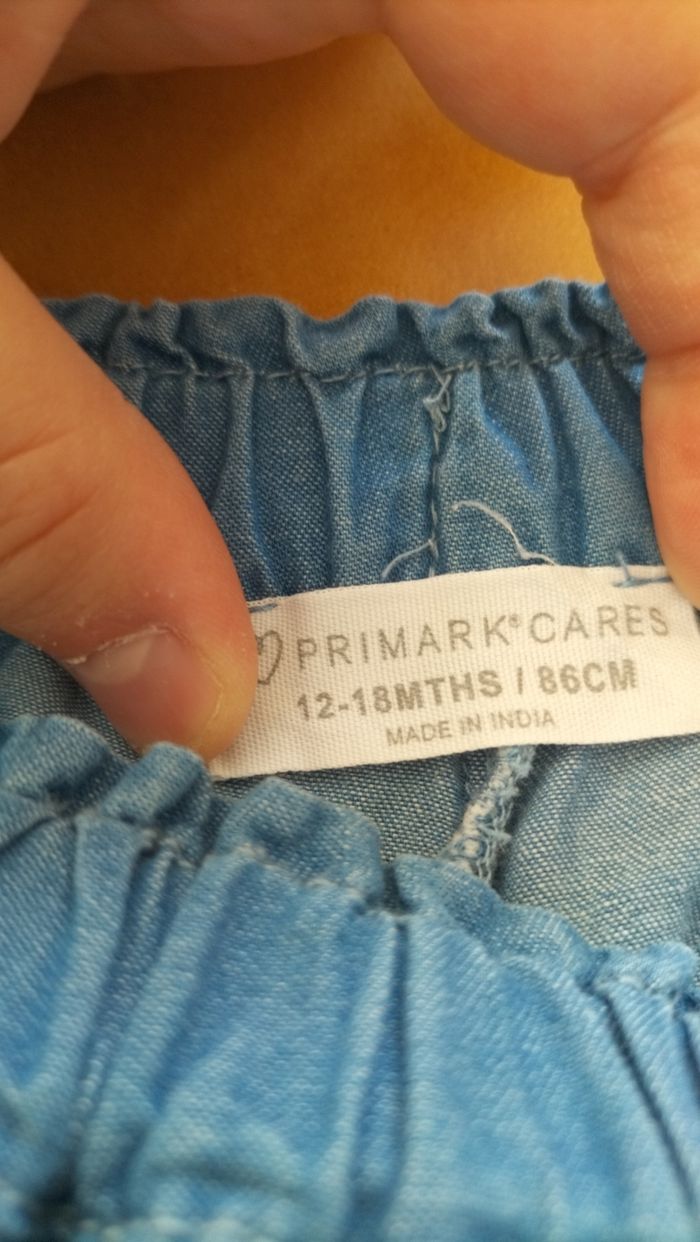 PRIMARK® CARES
12-18MTHS / 86CM
MADE IN INDIA